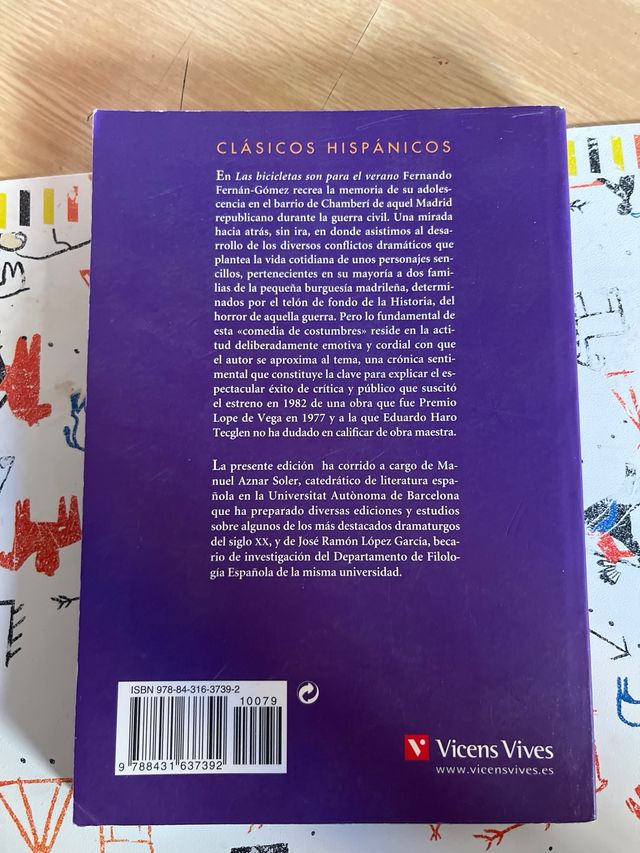 CLÁSICOS HISPÁNICOS
En Las bicicletas son para el verano Fernando
Fernán-Gómez recrea la memoria de su adoles-
cencia en el barrio de Chamberí de aquel Madrid
republicano durante la guerra civil. Una mirada
hacia atrás, sin ira, en donde asistimos al desa-
rrollo de los diversos conflictos dramáticos que
plantea la vida cotidiana de unos personajes sen-
cillos, pertenecientes en su mayoría a dos fami-
lias de la pequeña burguesía madrileña, determi-
nados por el telón de fondo de la Historia, del
horror de aquella guerra. Pero lo fundamental de
esta «comedia de costumbres» reside en la acti-
tud deliberadamente emotiva y cordial con que
el autor se aproxima al tema, una crónica senti-
mental que constituye la clave para explicar el es-
pectacular éxito de crítica y público que suscitó
el estreno en 1982 de una obra que fue Premio
Lope de Vega en 1977 y a la que Eduardo Haro
Tecglen no ha dudado en calificar de obra maestra.
La presente edición ha corrido a cargo de Ma-
nuel Aznar Soler, catedrático de literatura espa-
ñola en la Universitat Autònoma de Barcelona
que ha preparado diversas ediciones y estudios
sobre algunos de los más destacados dramaturgos
del siglo XX, y de José Ramón López García, beca-
rio de investigación del Departamento de Filolo-
gía Española de la misma universidad.
ISBN 978-84-316-3739-2
10079
9 788431 637392
Vicens Vives
www.vicensvives.es